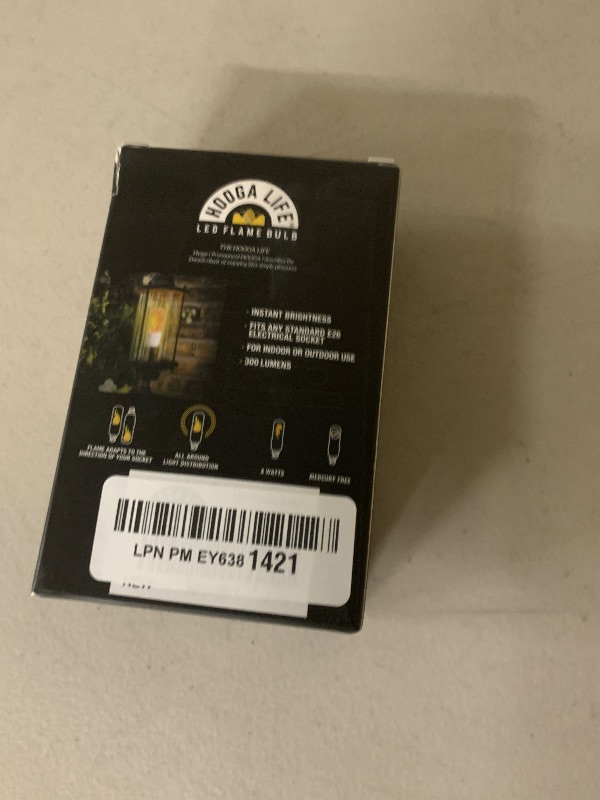 HOOGA LIFE
LED FLAME BULB
THE HOOGA LIFE
- INSTANT BRIGHTNESS
- FITS ANY STANDARD E26
ELECTRICAL SOCKET
- FOR INDOOR OR OUTDOOR USE
- 300 LUMENS
FLAME ADAPTS TO THE
DIRECTION OF YOUR SOCKET
ALL AROUND
LIGHT DISTRIBUTION
4 WATTS
MERCURY FREE
LPN PM EY638 1421